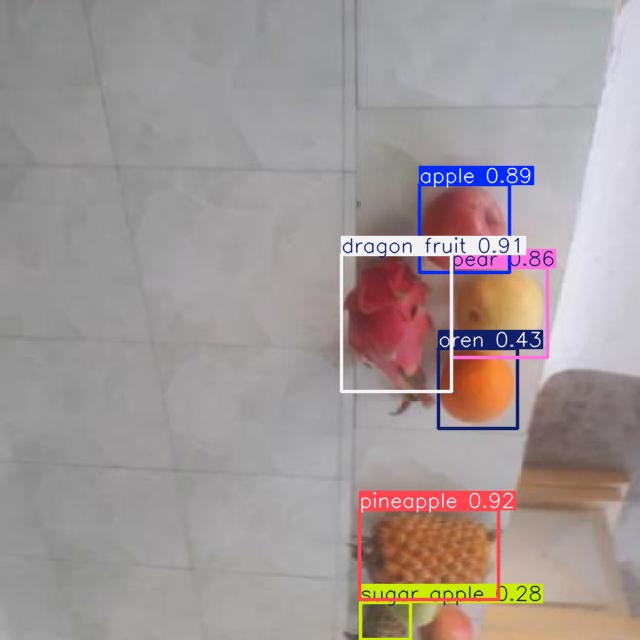 apple 0.89
dragon fruit 0.91
pear 0.86
oren 0.43
pineapple 0.92
sugar apple 0.28